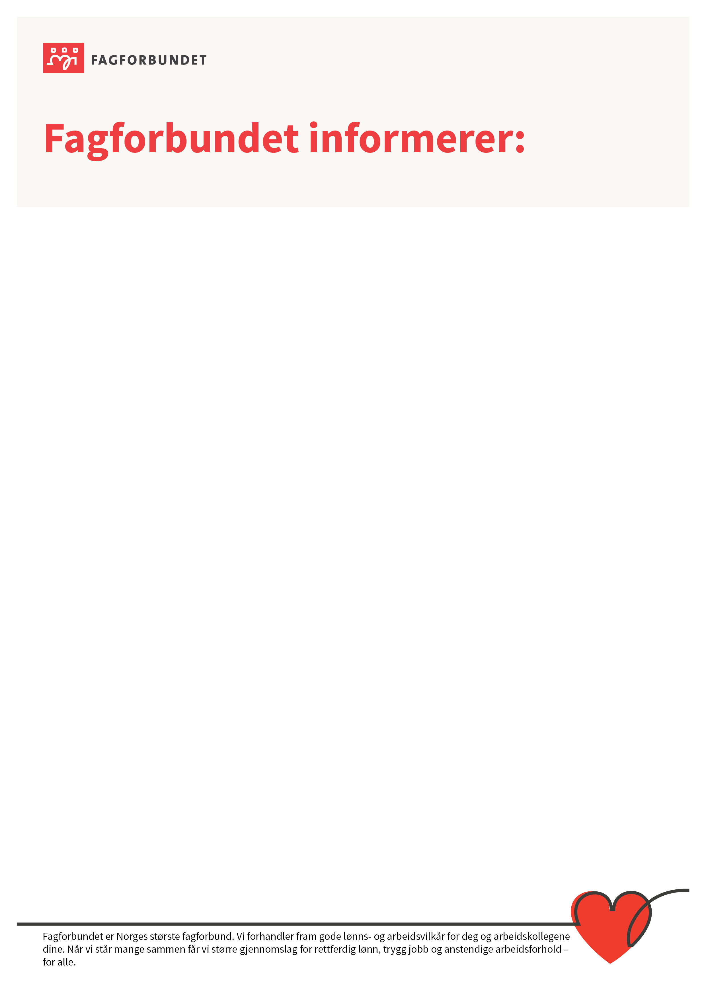 FAGFORBUNDET
Fagforbundet informerer:
Fagforbundet er Norges største fagforbund. Vi forhandler fram gode lønns- og arbeidsvilkår for deg og arbeidskollegene
dine. Når vi står mange sammen får vi større gjennomslag for rettferdig lønn, trygg jobb og anstendige arbeidsforhold –
for alle.